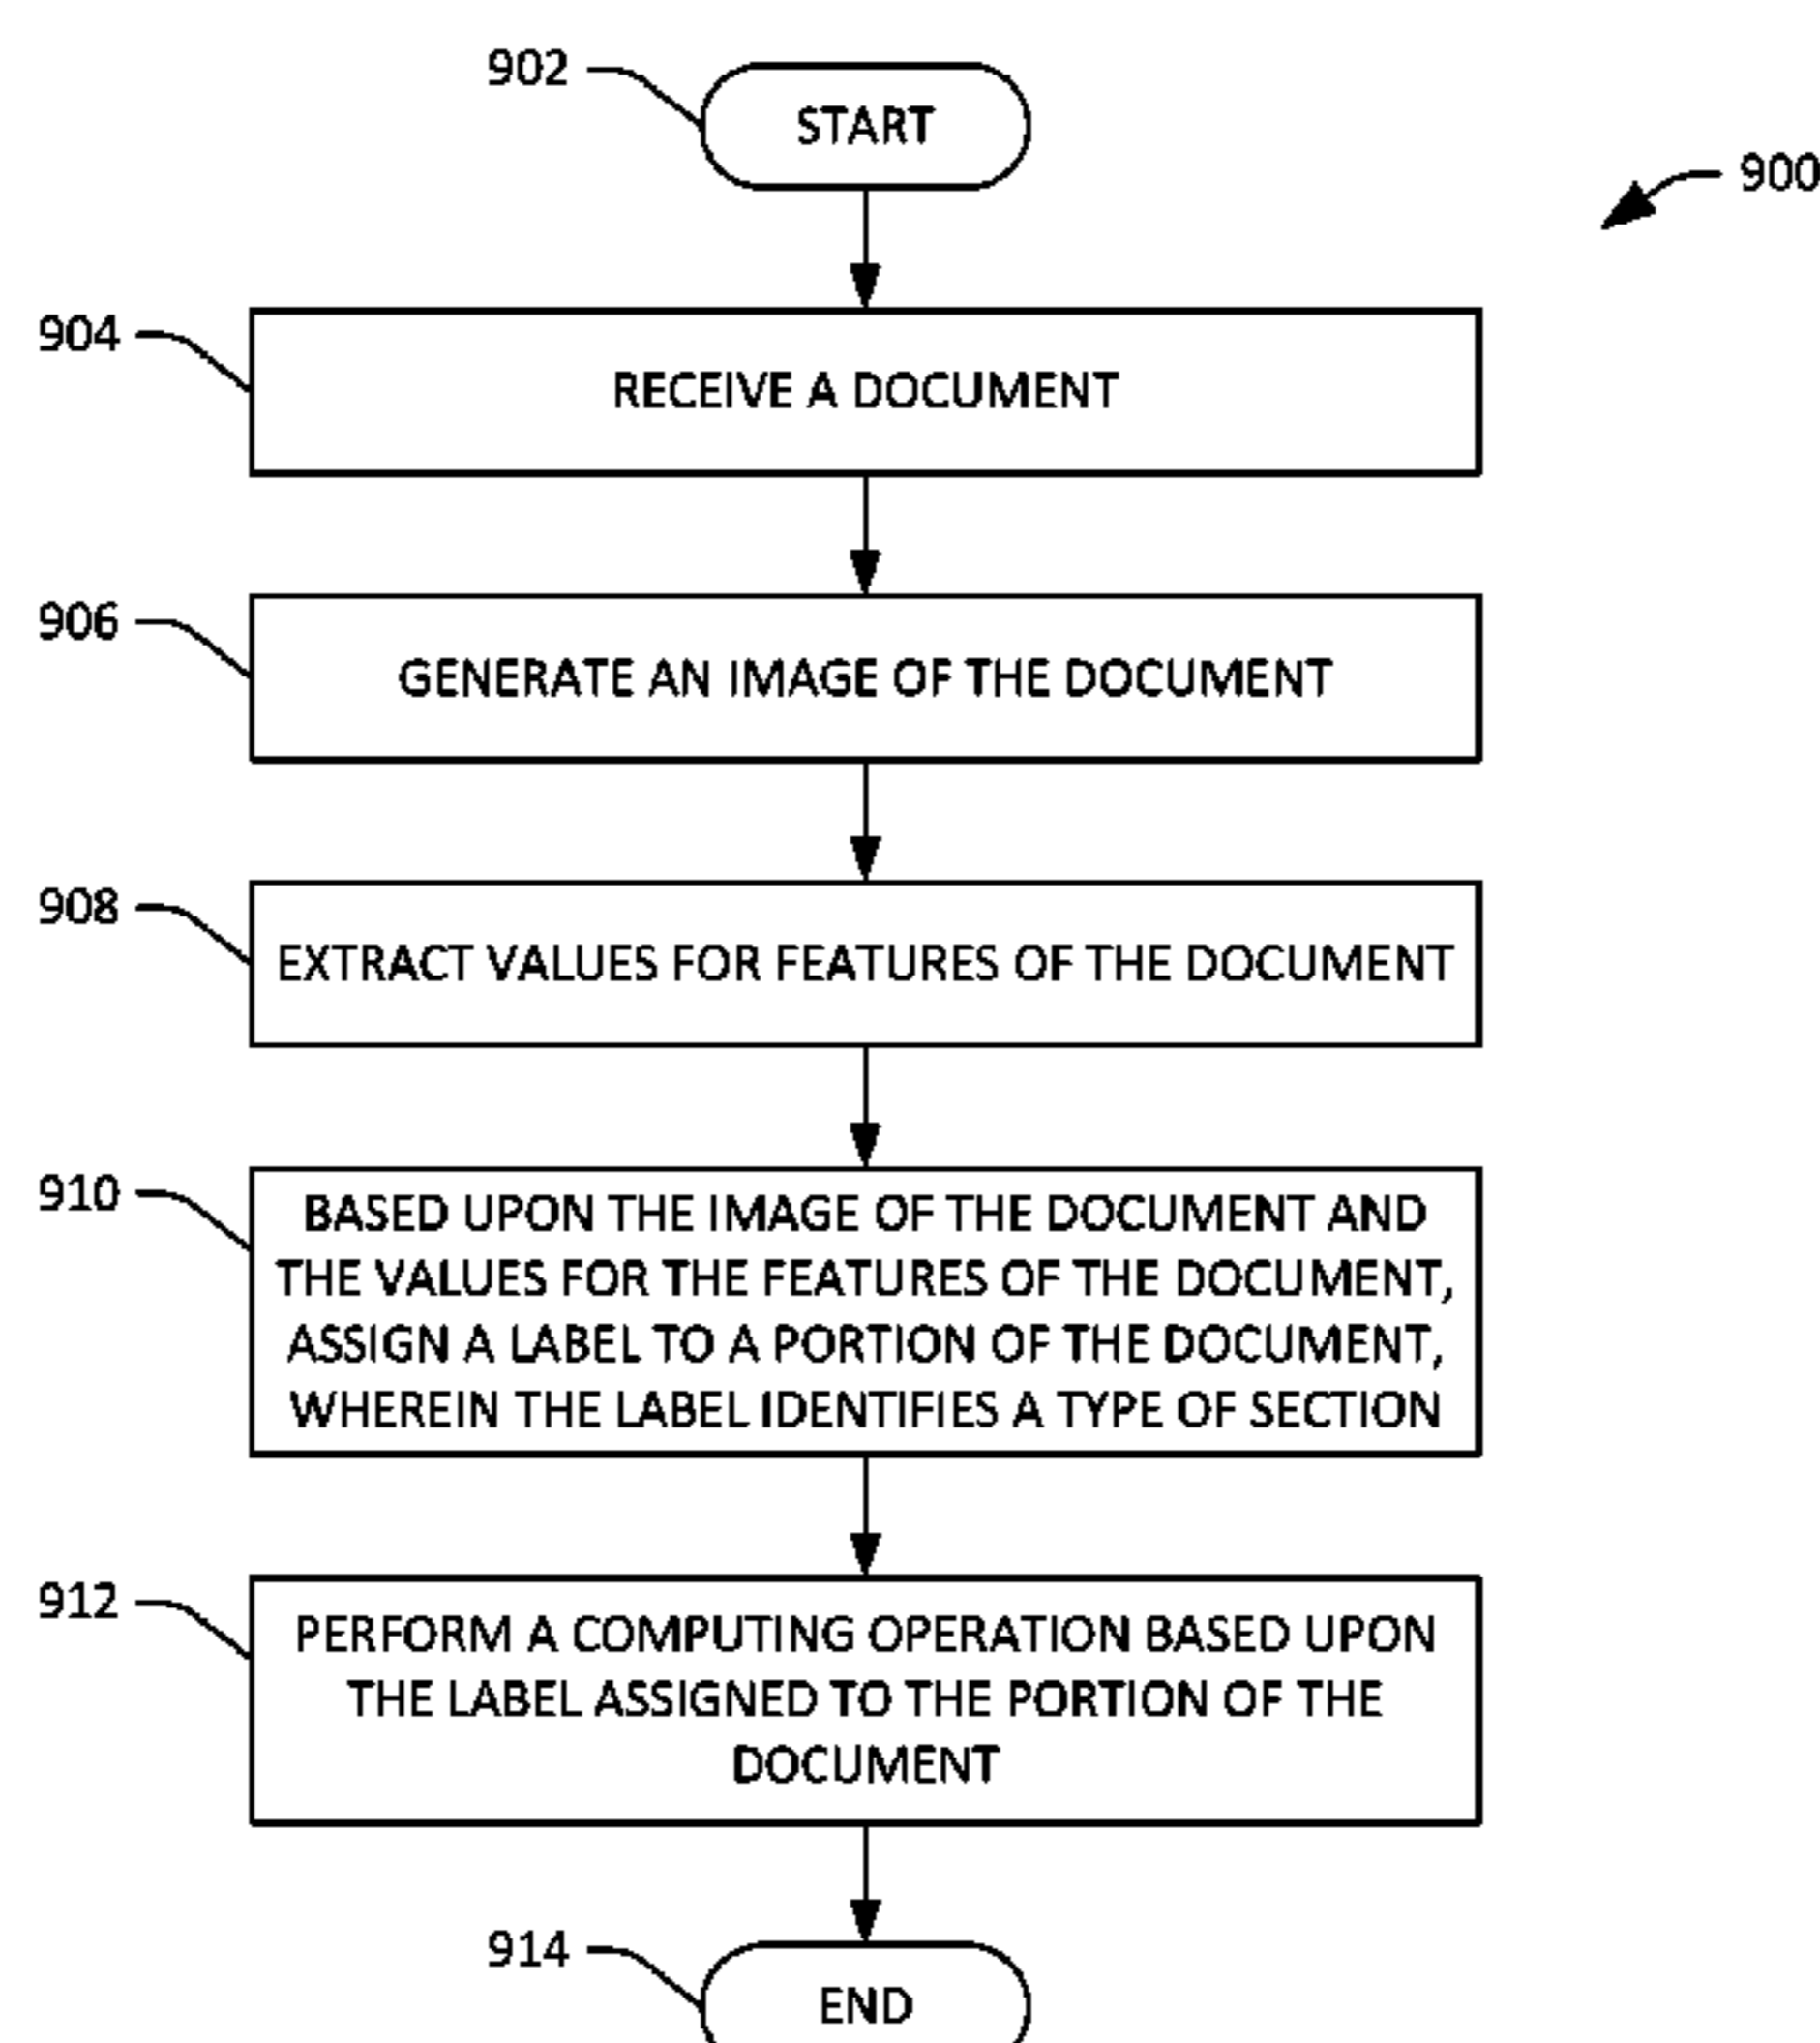 902
START
900
904
RECEIVE A DOCUMENT
906
GENERATE AN IMAGE OF THE DOCUMENT
908
EXTRACT VALUES FOR FEATURES OF THE DOCUMENT
910
BASED UPON THE IMAGE OF THE DOCUMENT AND
THE VALUES FOR THE FEATURES OF THE DOCUMENT,
ASSIGN A LABEL TO A PORTION OF THE DOCUMENT,
WHEREIN THE LABEL IDENTIFIES A TYPE OF SECTION
912
PERFORM A COMPUTING OPERATION BASED UPON
THE LABEL ASSIGNED TO THE PORTION OF THE
DOCUMENT
914
END